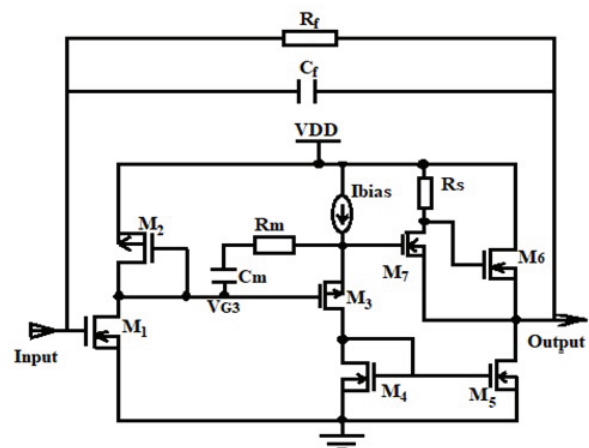 Rf
Cf
VDD
Ibias
Rs
M2
Rm
M7
M6
Cm
VG3
M3
M1
Input
Output
M4
M5